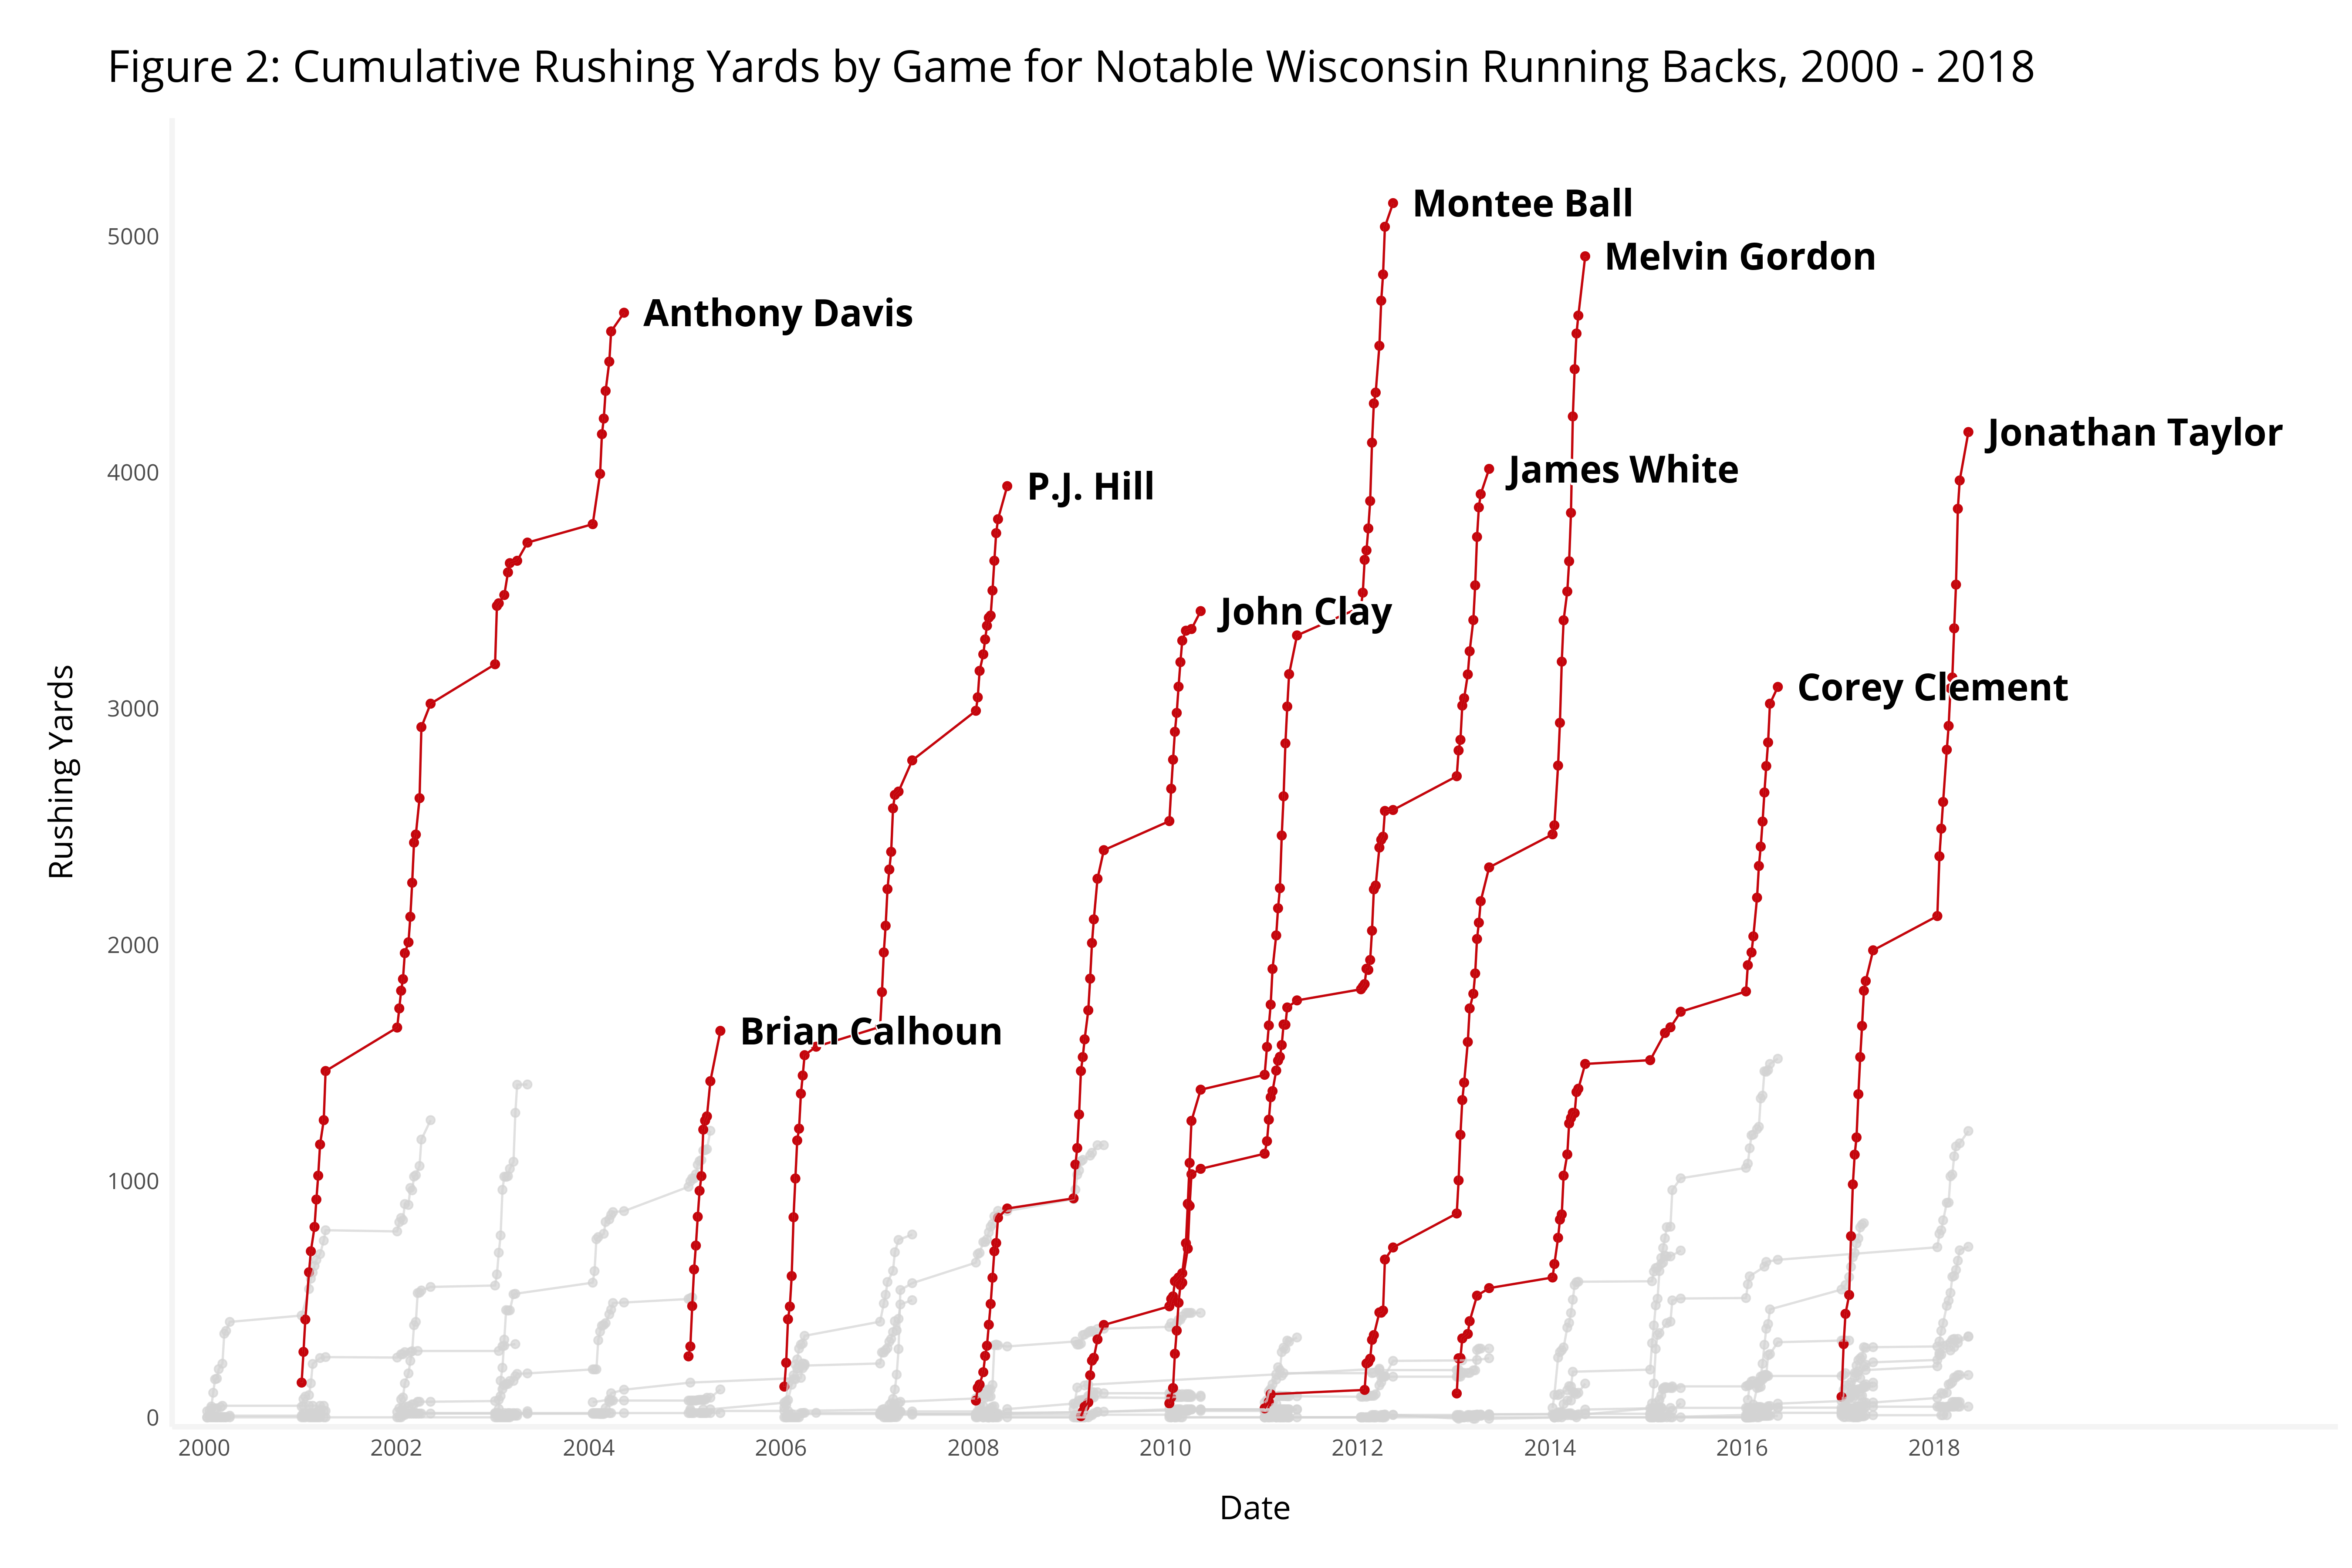 Figure 2: Cumulative Rushing Yards by Game for Notable Wisconsin Running Backs, 2000 - 2018
Montee Ball
5000
Melvin Gordon
Anthony Davis
Jonathan Taylor
4000
James White
P.J. Hill
John Clay
3000
Corey Clement
Rushing Yards
2000
Brian Calhoun
1000
0
2000 2002 2004 2006 2008 2010 2012 2014 2016 2018
Date